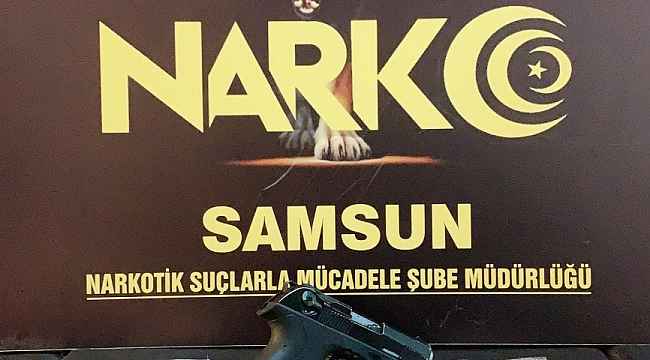 NARKO
SAMSUN
NARKOTİK SUÇLARLA MÜCADELE ŞUBE MÜDÜRLÜĞÜ